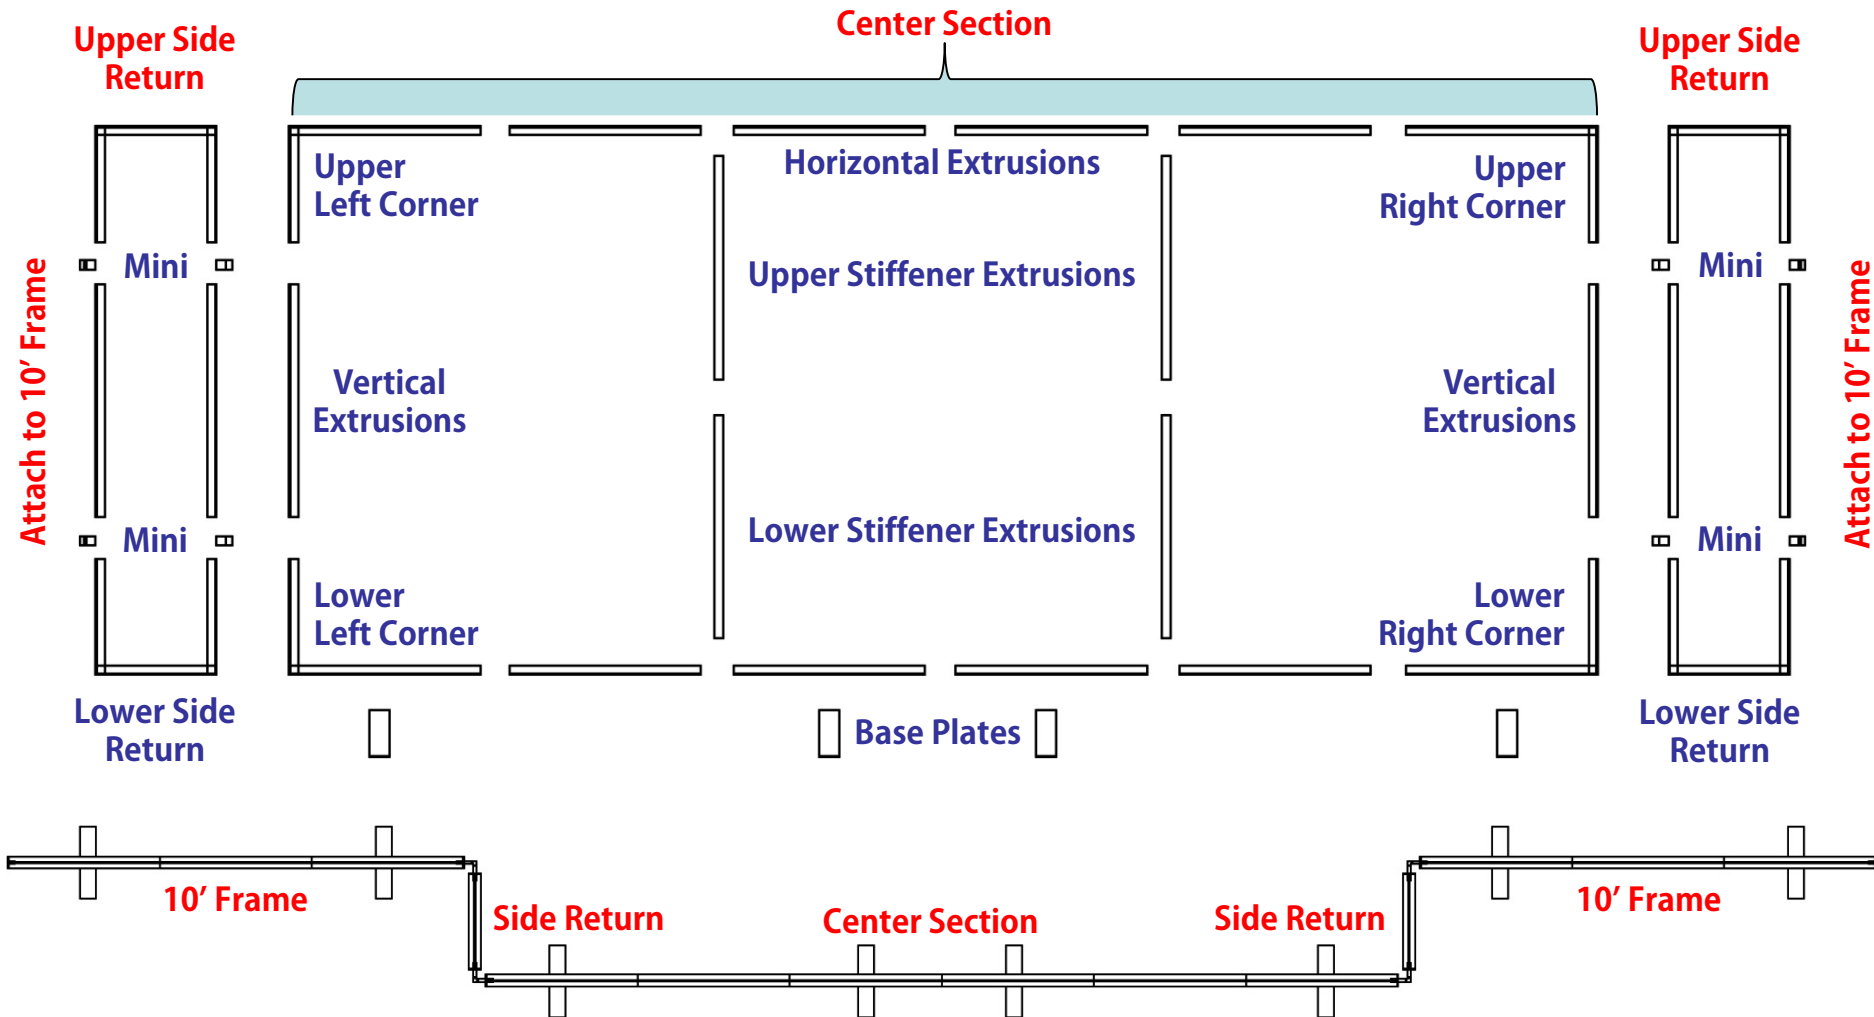 Center Section
Upper Side
Return
Upper Side
Return
Upper
Left Corner
Horizontal Extrusions
Upper
Right Corner
Mini
Upper Stiffener Extrusions
Mini
Attach to 10’ Frame
Vertical
Extrusions
Vertical
Extrusions
Attach to 10’ Frame
Mini
Lower Stiffener Extrusions
Mini
Lower
Left Corner
Lower
Right Corner
Lower Side
Return
Base Plates
Lower Side
Return
10’ Frame
Side Return
Center Section
Side Return
10’ Frame